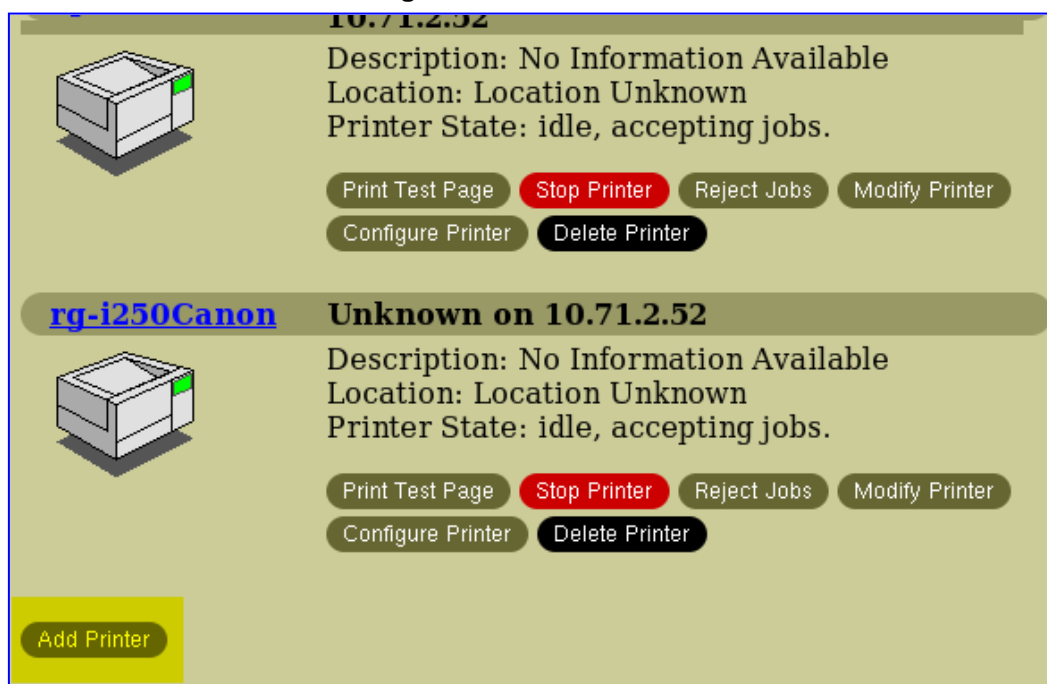 10.71.2.52
Description: No Information Available
Location: Location Unknown
Printer State: idle, accepting jobs.
Print Test Page Stop Printer Reject Jobs Modify Printer
Configure Printer Delete Printer
rg-i250Canon Unknown on 10.71.2.52
Description: No Information Available
Location: Location Unknown
Printer State: idle, accepting jobs.
Print Test Page Stop Printer Reject Jobs Modify Printer
Configure Printer Delete Printer
Add Printer